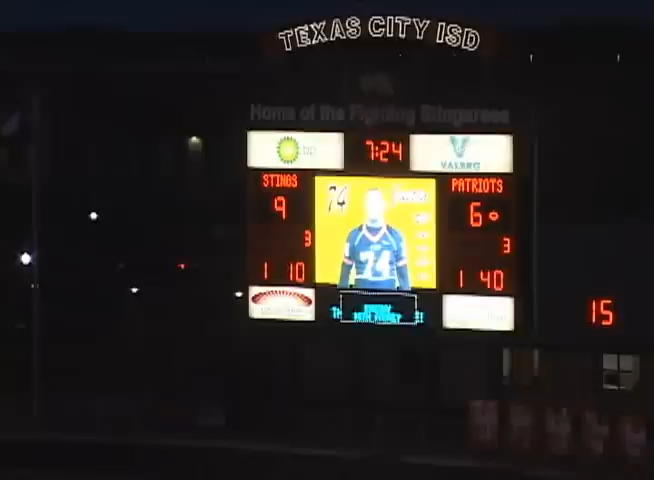 TEXAS CITY ISD
Home of the Fighting Stingarees
bp
7:24
VALERO
STINGS
PATRIOTS
9
74
6
3
74
3
1 10
1 40
15